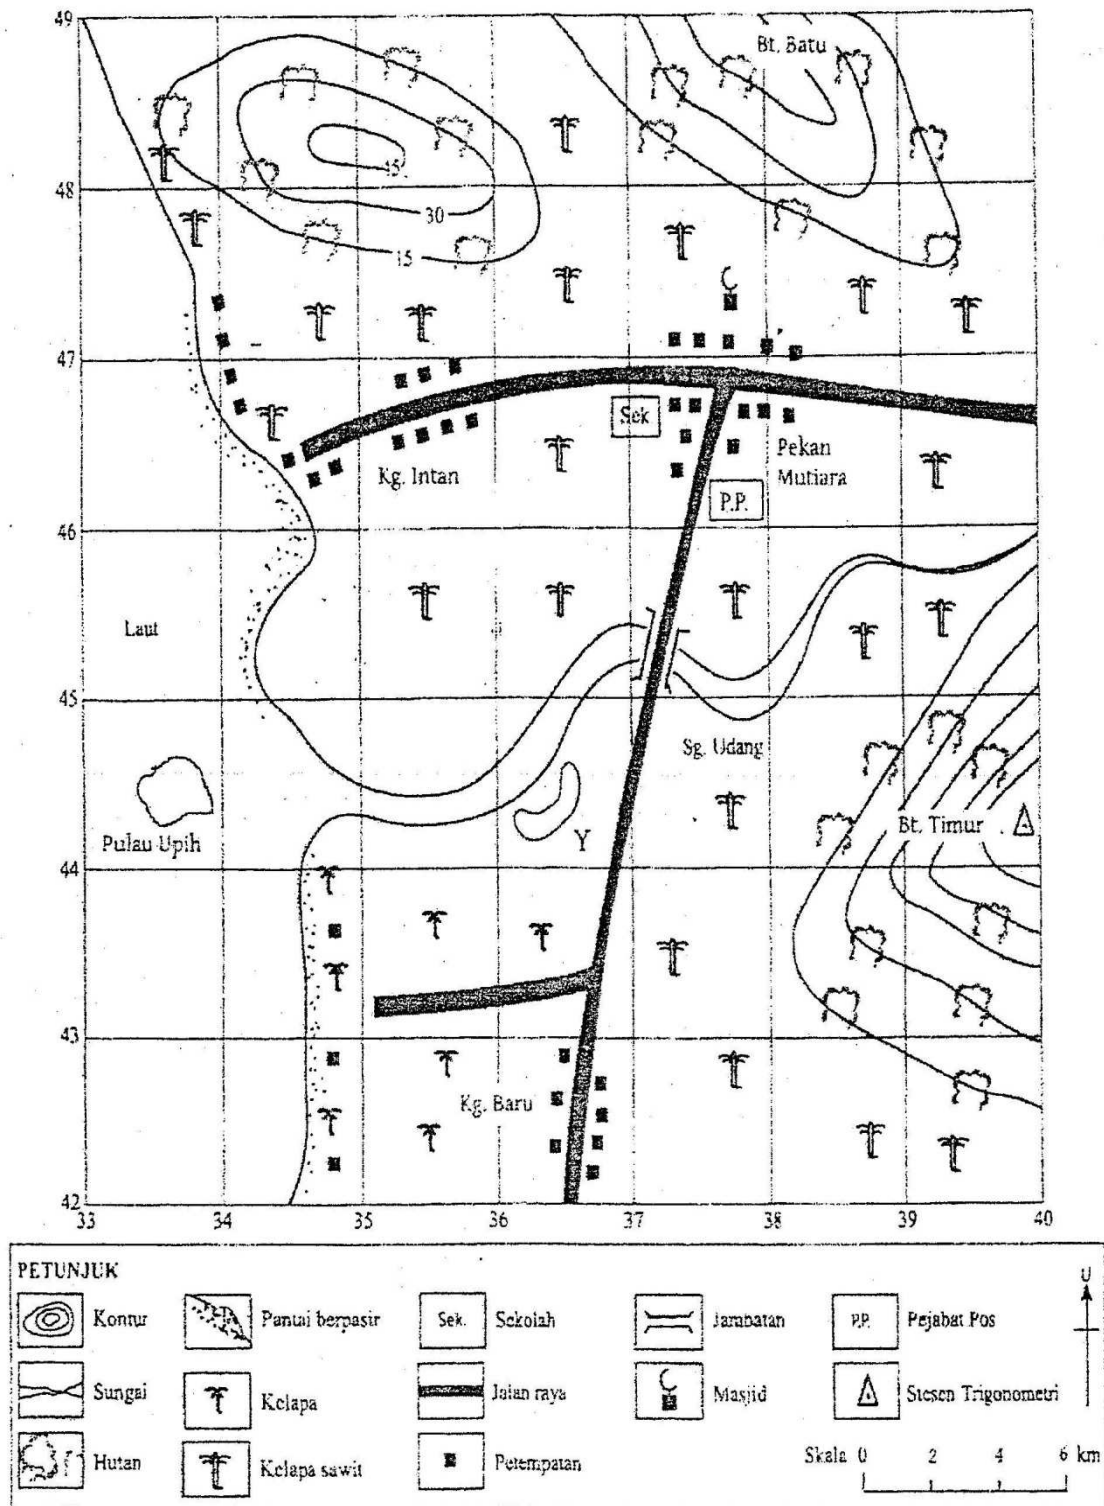 49
Bt. Batu
45
48
30
15
47
Sek
Kg. Intan
Pekan
Mutiara
P.P.
46
Laut
45
Sg. Udang
Bt. Timur
Y
Pulau Upih
44
43
Kg. Baru
42
33 34 35 36 37 38 39 40
PETUNJUK
U
Kontur
Pantai berpasir
Sek. Sekolah
Jambatan
P.P. Pejabat Pos
Sungai
Kelapa
Jalan raya
Masjid
Stesen Trigonometri
Hutan
Kelapa sawit
Petempatan
Skala 0 2 4 6 km